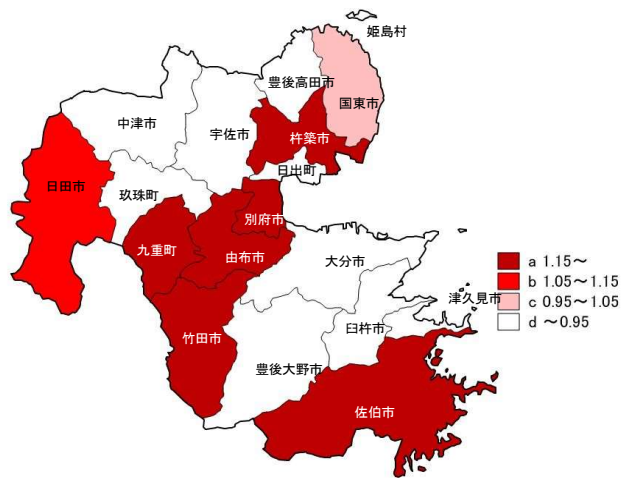 姫島村
豊後高田市
国東市
中津市
宇佐市
杵築市
日出町
日田市
玖珠町
別府市
九重町
由布市
大分市
津久見市
竹田市
臼杵市
豊後大野市
佐伯市
a 1.15～
b 1.05～1.15
c 0.95～1.05
d ～0.95